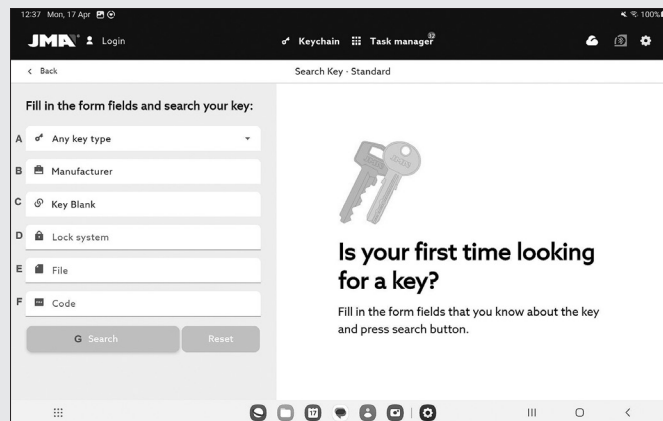 12:37 Mon, 17 Apr
100%
JMA
Login
Keychain
Task manager
12
Back
Search Key - Standard
Fill in the form fields and search your key:
A Any key type
B Manufacturer
C Key Blank
D Lock system
E File
F Code
G Search
Reset
JMA
Is your first time looking
for a key?
Fill in the form fields that you know about the key
and press search button.
17